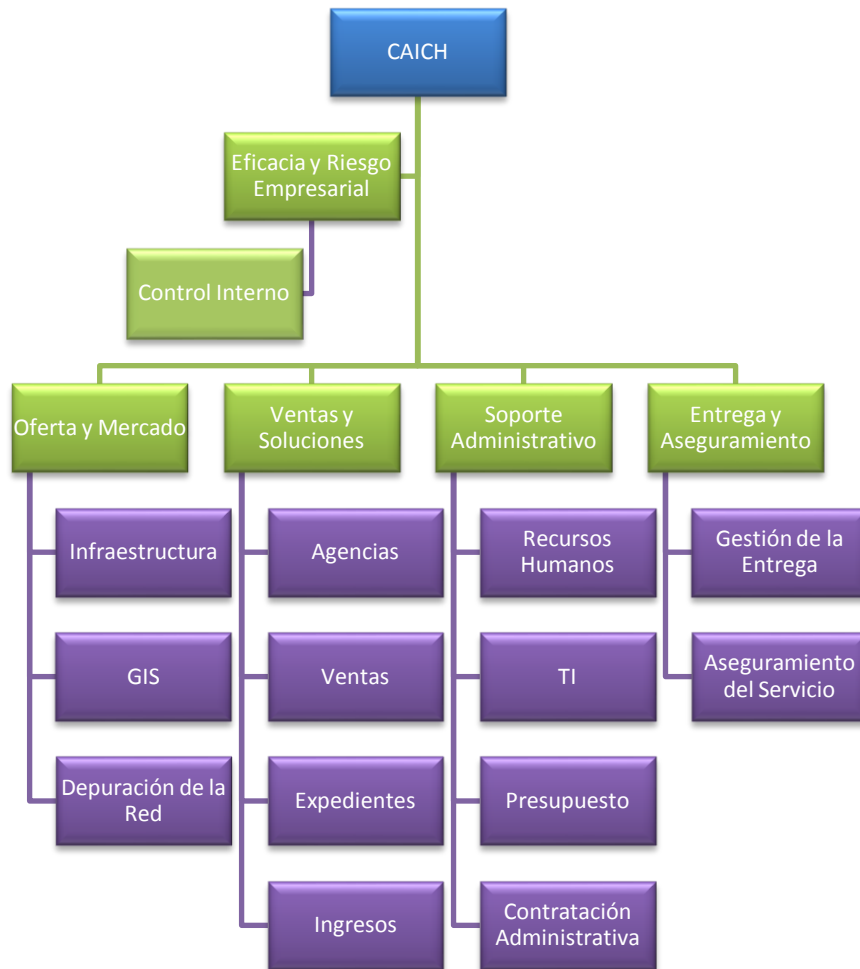 CAICH
Eficacia y Riesgo
Empresarial
Control Interno
Oferta y Mercado
Ventas y
Soluciones
Soporte
Administrativo
Entrega y
Aseguramiento
Infraestructura
Agencias
Recursos
Humanos
Gestión de la
Entrega
GIS
Ventas
TI
Aseguramiento
del Servicio
Depuración de la
Red
Expedientes
Presupuesto
Ingresos
Contratación
Administrativa